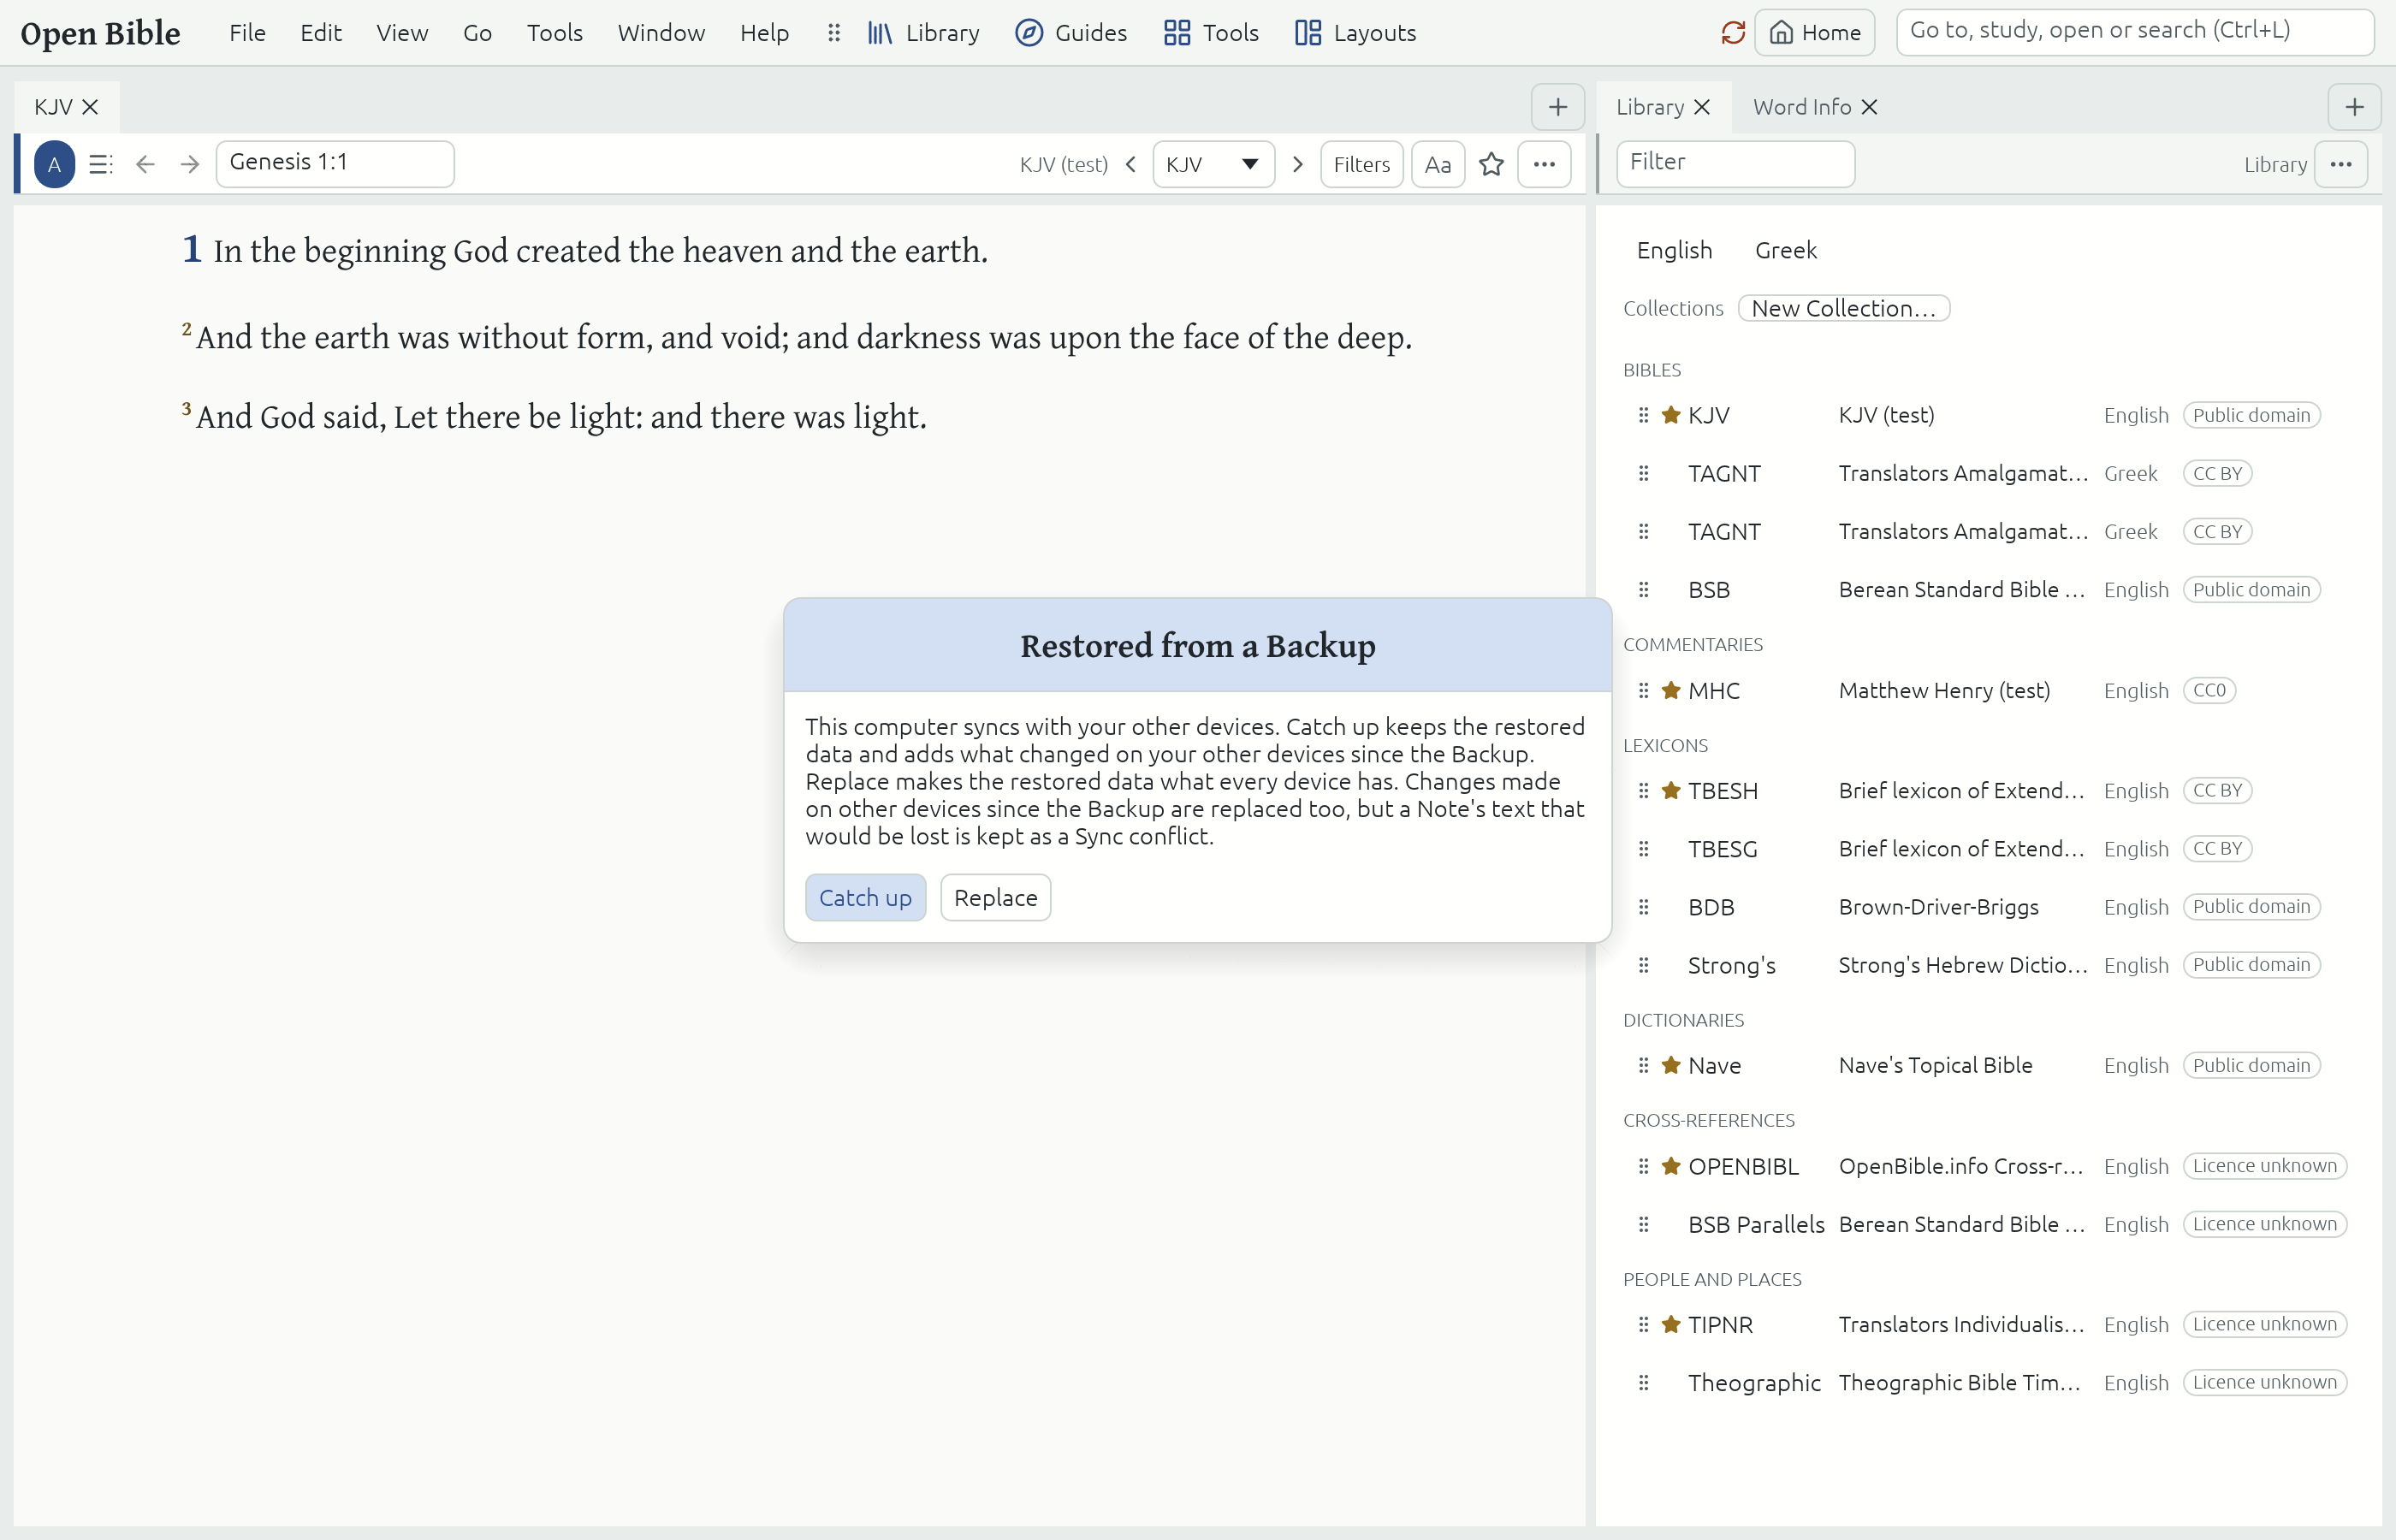 Open Bible File Edit View Go Tools Window Help Library Guides Tools Layouts Home Go to, study, open or search (Ctrl+L)
KJV
Library Word Info
A Genesis 1:1 KJV (test) KJV Filters Aa
Filter Library
1 In the beginning God created the heaven and the earth.
2 And the earth was without form, and void; and darkness was upon the face of the deep.
3 And God said, Let there be light: and there was light.
Restored from a Backup
This computer syncs with your other devices. Catch up keeps the restored
data and adds what changed on your other devices since the Backup.
Replace makes the restored data what every device has. Changes made
on other devices since the Backup are replaced too, but a Note's text that
would be lost is kept as a Sync conflict.
Catch up Replace
English Greek
Collections New Collection…
BIBLES
KJV KJV (test) English Public domain
TAGNT Translators Amalgamat… Greek CC BY
TAGNT Translators Amalgamat… Greek CC BY
BSB Berean Standard Bible … English Public domain
COMMENTARIES
MHC Matthew Henry (test) English CC0
LEXICONS
TBESH Brief lexicon of Extend… English CC BY
TBESG Brief lexicon of Extend… English CC BY
BDB Brown-Driver-Briggs English Public domain
Strong's Strong's Hebrew Dictio… English Public domain
DICTIONARIES
Nave Nave's Topical Bible English Public domain
CROSS-REFERENCES
OPENBIBL OpenBible.info Cross-r… English Licence unknown
BSB Parallels Berean Standard Bible … English Licence unknown
PEOPLE AND PLACES
TIPNR Translators Individualis… English Licence unknown
Theographic Theographic Bible Tim… English Licence unknown